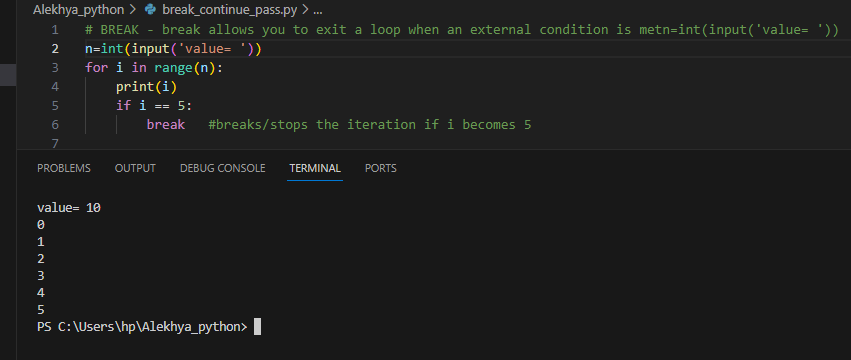 Alekhya_python > break_continue_pass.py > ...
1 # BREAK - break allows you to exit a loop when an external condition is metn=int(input('value= '))
2 n=int(input('value= '))
3 for i in range(n):
4     print(i)
5     if i == 5:
6         break   #breaks/stops the iteration if i becomes 5
7
PROBLEMS OUTPUT DEBUG CONSOLE TERMINAL PORTS
value= 10
0
1
2
3
4
5
PS C:\Users\hp\Alekhya_python>